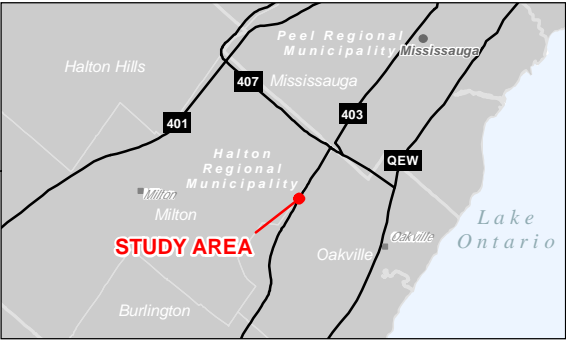 Peel Regional
Municipality
Mississauga
Halton Hills
407
Mississauga
401
403
Halton
Regional
Municipality
QEW
Milton
Milton
Lake
Ontario
STUDY AREA
Oakville
Oakville
Burlington